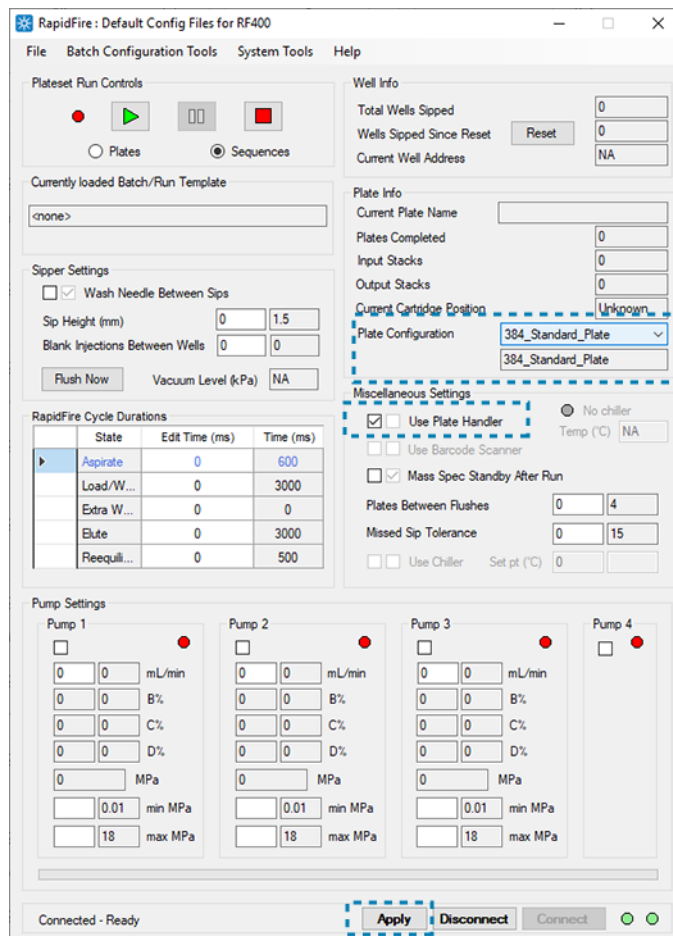 RapidFire : Default Config Files for RF400
File Batch Configuration Tools System Tools Help
Plateset Run Controls
Plates Sequences
Currently loaded Batch/Run Template
<none>
Sipper Settings
Wash Needle Between Sips
Sip Height (mm) 0 1.5
Blank Injections Between Wells 0 0
Flush Now Vacuum Level (kPa) NA
RapidFire Cycle Durations
State Edit Time (ms) Time (ms)
Aspirate 0 600
Load/W... 0 3000
Extra W... 0 0
Elute 0 3000
Reequili... 0 500
Well Info
Total Wells Sipped 0
Wells Sipped Since Reset Reset 0
Current Well Address NA
Plate Info
Current Plate Name
Plates Completed 0
Input Stacks 0
Output Stacks 0
Current Cartridge Position Unknown
Plate Configuration 384_Standard_Plate
384_Standard_Plate
Miscellaneous Settings
Use Plate Handler No chiller
Temp (°C) NA
Use Barcode Scanner
Mass Spec Standby After Run
Plates Between Flushes 0 4
Missed Sip Tolerance 0 15
Use Chiller Set pt (°C) 0
Pump Settings
Pump 1
0 0 mL/min
0 0 B%
0 0 C%
0 0 D%
0 MPa
0.01 min MPa
18 max MPa
Pump 2
0 0 mL/min
0 0 B%
0 0 C%
0 0 D%
0 MPa
0.01 min MPa
18 max MPa
Pump 3
0 0 mL/min
0 0 B%
0 0 C%
0 0 D%
0 MPa
0.01 min MPa
18 max MPa
Pump 4
Connected - Ready Apply Disconnect Connect